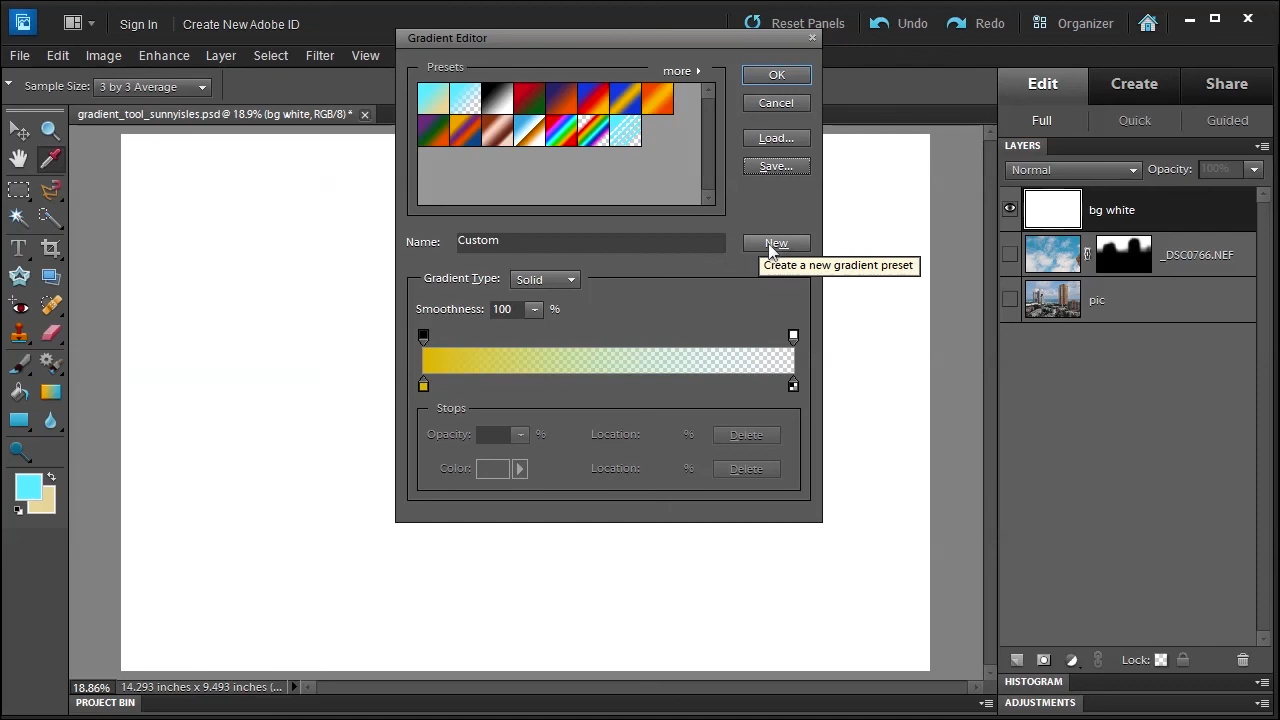 Sign In
Create New Adobe ID
Reset Panels
Undo
Redo
Organizer
File
Edit
Image
Enhance
Layer
Select
Filter
View
Sample Size:
3 by 3 Average
Edit
Create
Share
gradient_tool_sunnyisles.psd @ 18.9% (bg white, RGB/8) *
Full
Quick
Guided
LAYERS
Normal
Opacity:
100%
bg white
_DSC0766.NEF
pic
Gradient Editor
Presets
more
OK
Cancel
Load...
Save...
Name:
Custom
New
Create a new gradient preset
Gradient Type:
Solid
Smoothness:
100
%
Stops
Opacity:
%
Location:
%
Delete
Color:
Location:
%
Delete
Lock:
18.86%
14.293 inches x 9.493 inches (...
HISTOGRAM
PROJECT BIN
ADJUSTMENTS